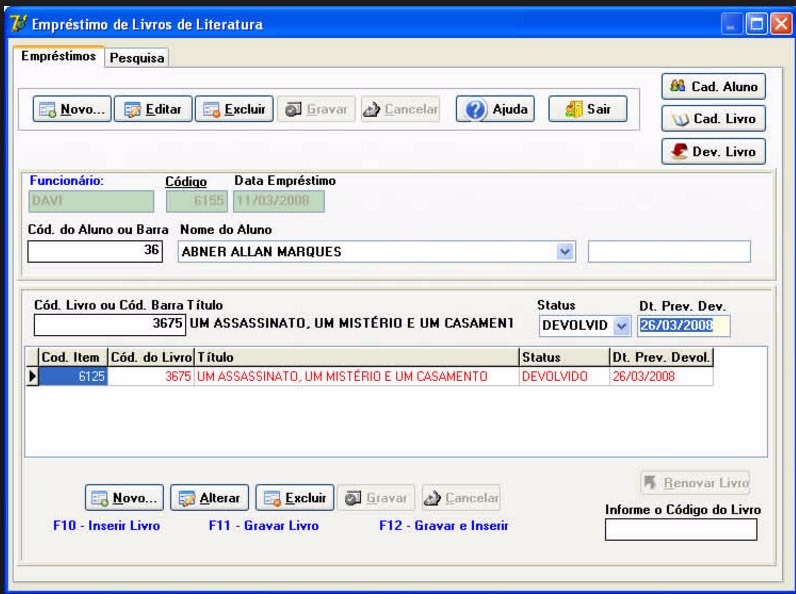 Empréstimo de Livros de Literatura
Empréstimos Pesquisa
Novo... Editar Excluir Gravar Cancelar Ajuda Sair
Cad. Aluno
Cad. Livro
Dev. Livro
Funcionário: Código Data Empréstimo
DAVI 6155 11/03/2008
Cód. do Aluno ou Barra Nome do Aluno
36 ABNER ALLAN MARQUES
Cód. Livro ou Cód. Barra Título Status Dt. Prev. Dev.
3675 UM ASSASSINATO, UM MISTÉRIO E UM CASAMENT DEVOLVID 26/03/2008
Cod. Item Cód. do Livro Título Status Dt. Prev. Devol.
6125 3675 UM ASSASSINATO, UM MISTÉRIO E UM CASAMENTO DEVOLVIDO 26/03/2008
Renovar Livro
Novo... Alterar Excluir Gravar Cancelar
Informe o Código do Livro
F10 - Inserir Livro F11 - Gravar Livro F12 - Gravar e Inserir